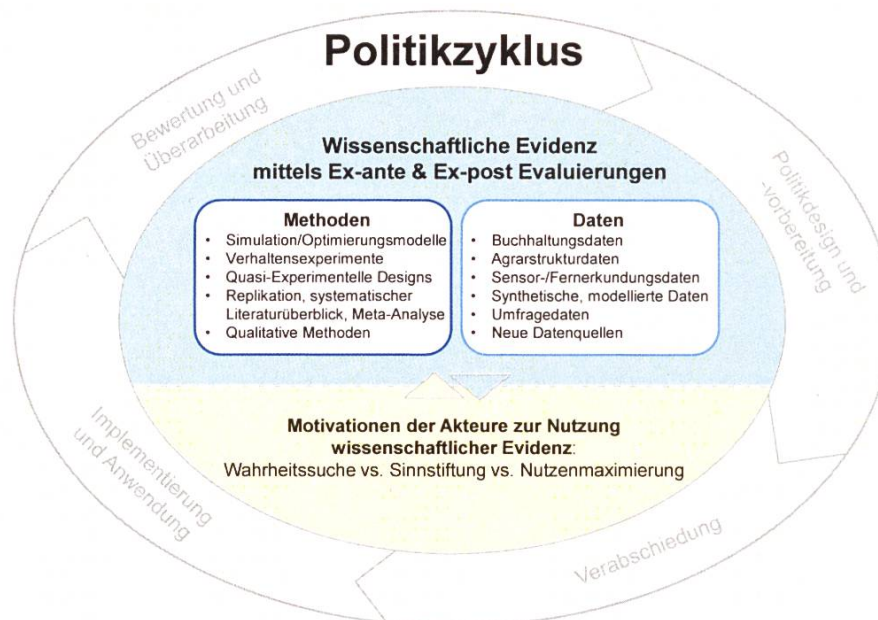 Politikzyklus
Bewertung und
Überarbeitung
Politikdesign und
-vorbereitung
Wissenschaftliche Evidenz
mittels Ex-ante & Ex-post Evaluierungen
Methoden
• Simulation/Optimierungsmodelle
• Verhaltensexperimente
• Quasi-Experimentelle Designs
• Replikation, systematischer
Literaturüberblick, Meta-Analyse
• Qualitative Methoden
Daten
• Buchhaltungsdaten
• Agrarstrukturdaten
• Sensor-/Fernerkundungsdaten
• Synthetische, modellierte Daten
• Umfragedaten
• Neue Datenquellen
Motivationen der Akteure zur Nutzung
wissenschaftlicher Evidenz:
Wahrheitssuche vs. Sinnstiftung vs. Nutzenmaximierung
Implementierung
und Anwendung
Verabschiedung